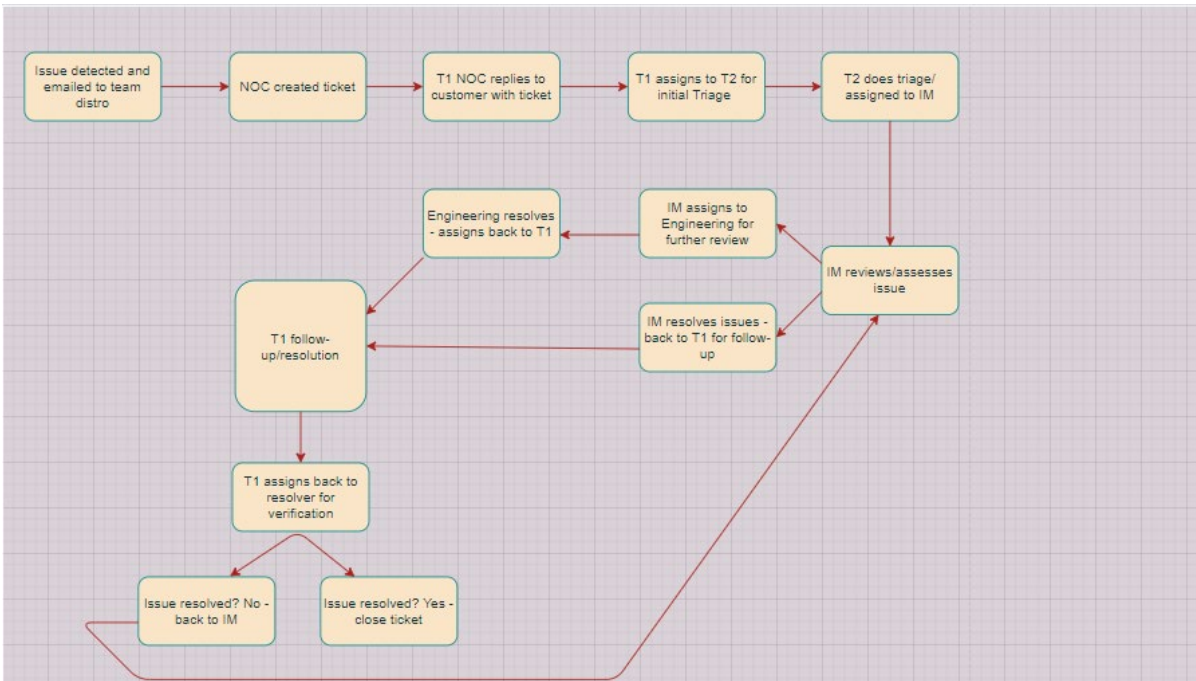 Issue detected and
emailed to team
distro
NOC created ticket
T1 NOC replies to
customer with ticket
T1 assigns to T2 for
initial Triage
T2 does triage/
assigned to IM
Engineering resolves
- assigns back to T1
IM assigns to
Engineering for
further review
IM reviews/assesses
issue
T1 follow-
up/resolution
IM resolves issues -
back to T1 for follow-
up
T1 assigns back to
resolver for
verification
Issue resolved? No -
back to IM
Issue resolved? Yes -
close ticket